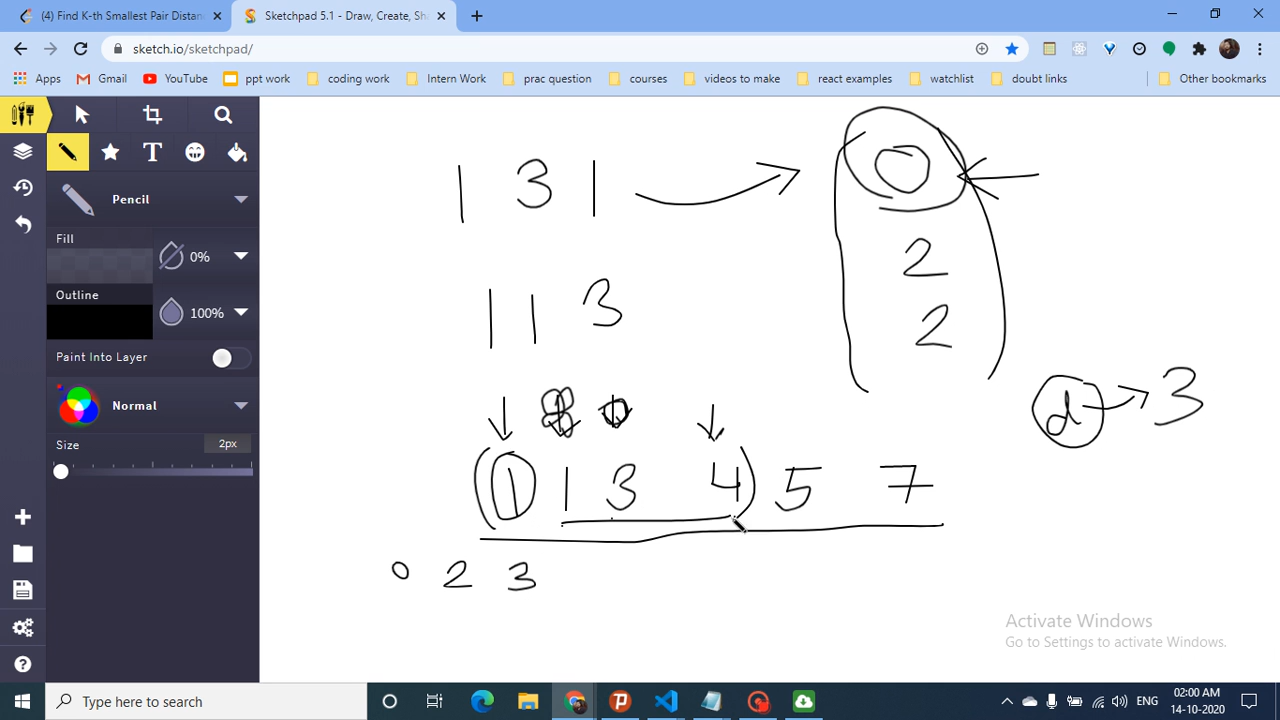 (4) Find K-th Smallest Pair Distan
Sketchpad 5.1 - Draw, Create, Sha
sketch.io/sketchpad/
Apps Gmail YouTube ppt work coding work Intern Work prac question courses videos to make react examples watchlist doubt links Other bookmarks
Pencil
Fill
0%
Outline
100%
Paint Into Layer
Normal
Size
2px
1 3 1
0
2
2
1 1 3
d → 3
(1 1 3 4) 5 7
0 2 3
Activate Windows
Go to Settings to activate Windows.
Type here to search
ENG
02:00 AM
14-10-2020